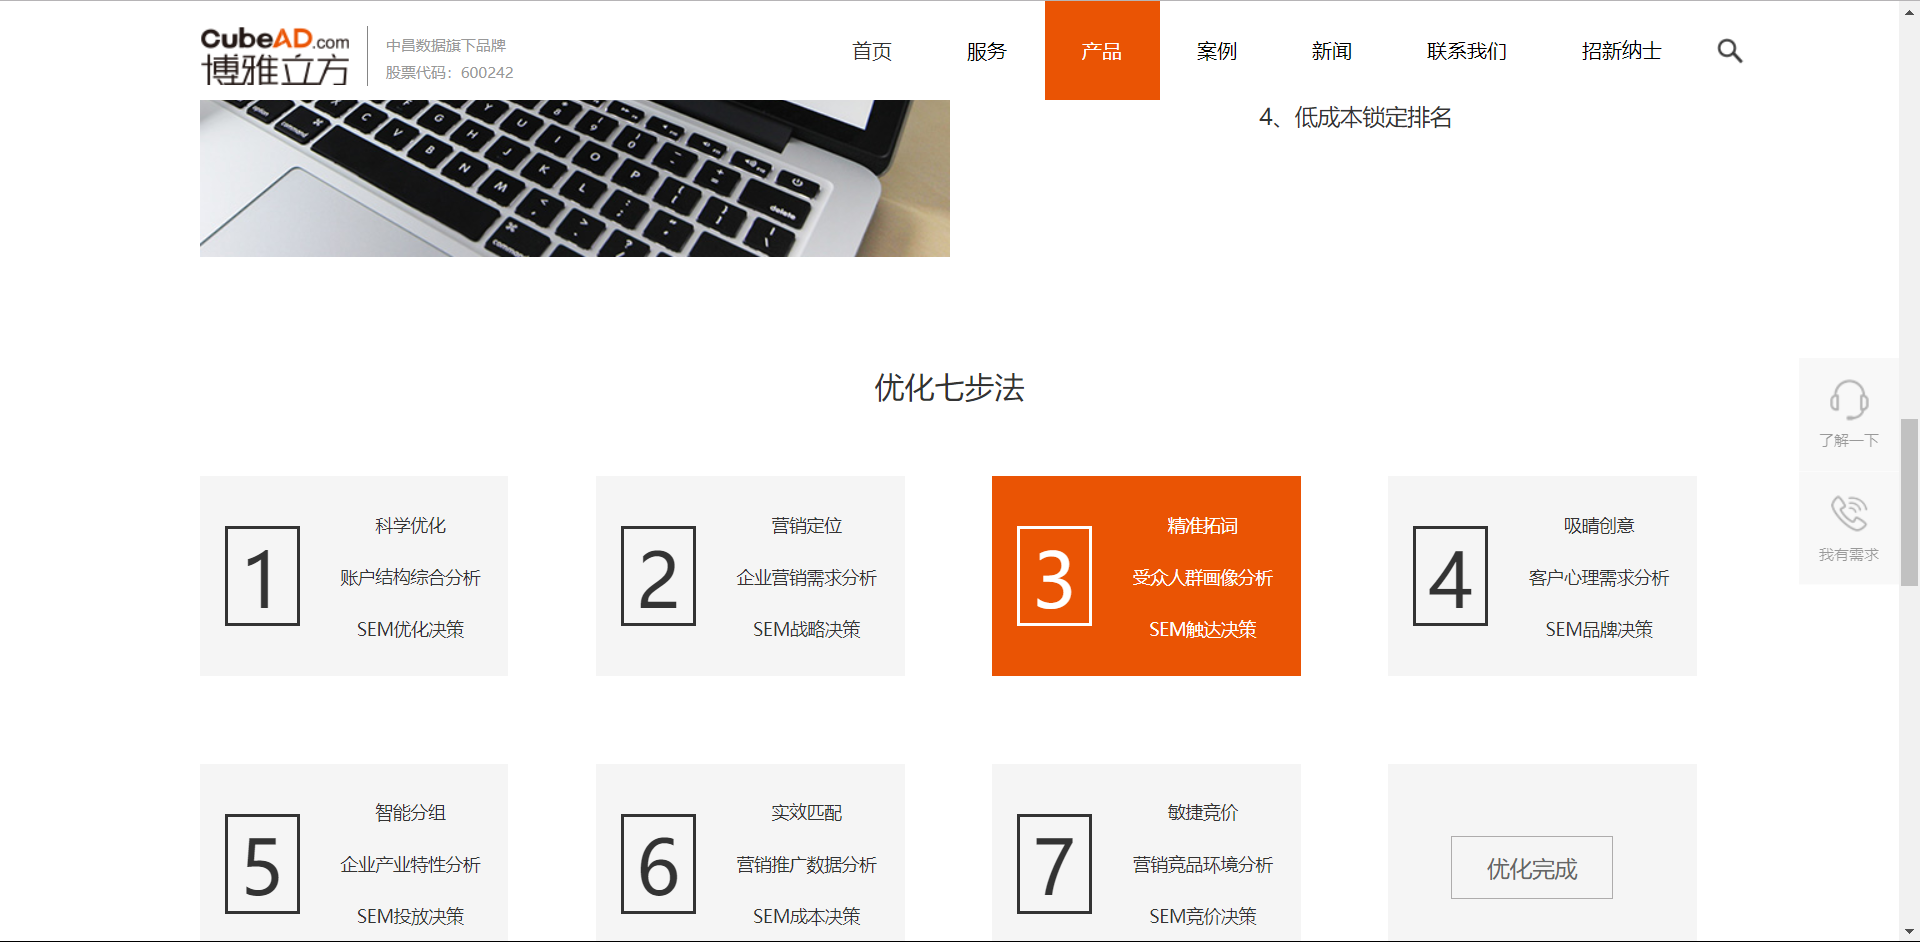 CubeAD.com
博雅立方
中昌数据旗下品牌
股票代码：600242
首页
服务
产品
案例
新闻
联系我们
招新纳士
4、低成本锁定排名
优化七步法
1
科学优化
账户结构综合分析
SEM优化决策
2
营销定位
企业营销需求分析
SEM战略决策
3
精准拓词
受众人群画像分析
SEM触达决策
4
吸睛创意
客户心理需求分析
SEM品牌决策
5
智能分组
企业产业特性分析
SEM投放决策
6
实效匹配
营销推广数据分析
SEM成本决策
7
敏捷竞价
营销竞品环境分析
SEM竞价决策
优化完成
了解一下
我有需求